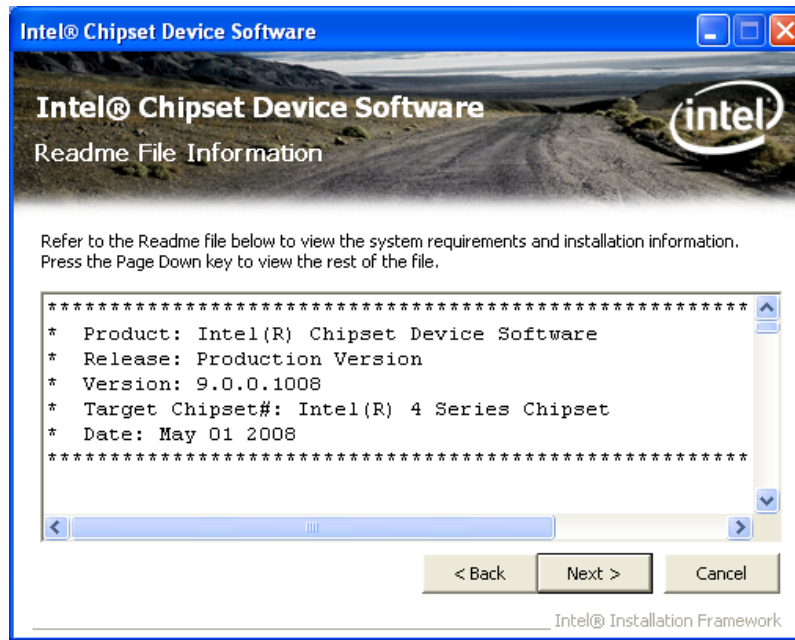 Intel® Chipset Device Software
Intel® Chipset Device Software
intel
Readme File Information
Refer to the Readme file below to view the system requirements and installation information.
Press the Page Down key to view the rest of the file.
********************************************************
* Product: Intel(R) Chipset Device Software
* Release: Production Version
* Version: 9.0.0.1008
* Target Chipset#: Intel(R) 4 Series Chipset
* Date: May 01 2008
********************************************************
< Back Next > Cancel
Intel® Installation Framework